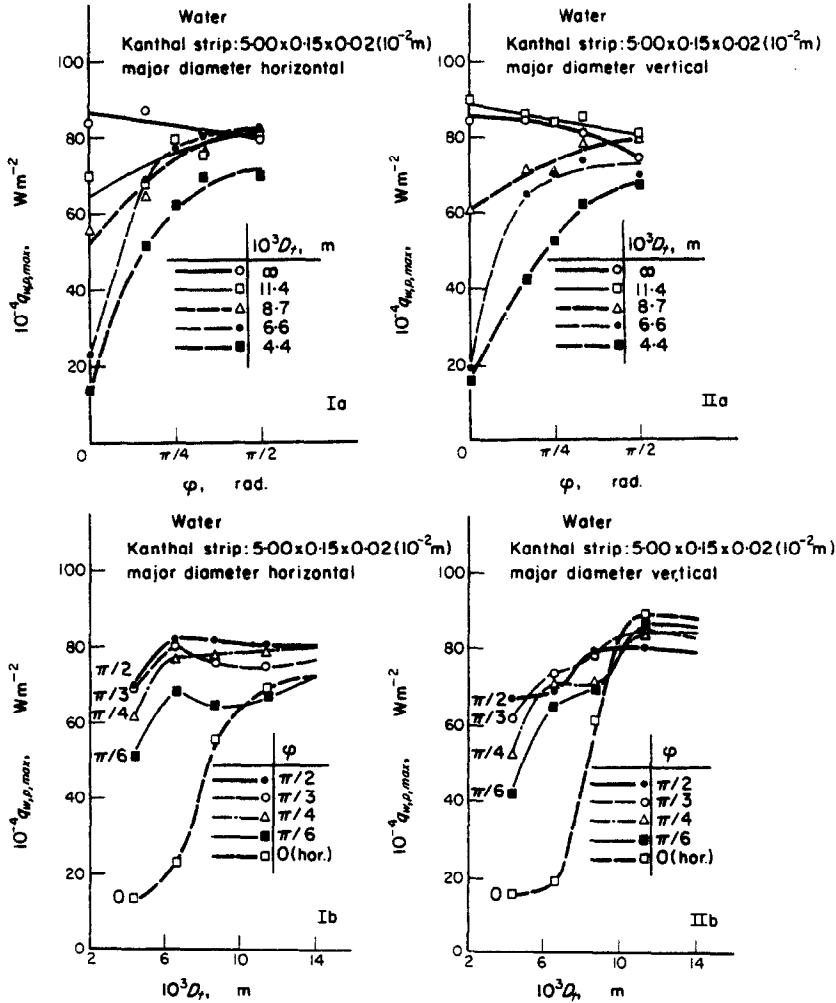 Water
Kanthal strip: 5·00 x 0·15 x 0·02 (10⁻²m)
major diameter horizontal
100
80
60
40
20
0
10⁻⁴q_w,p,max, Wm⁻²
10³D_t, m
∞
11·4
8·7
6·6
4·4
Ia
π/4
π/2
φ, rad.
Water
Kanthal strip: 5·00 x 0·15 x 0·02 (10⁻²m)
major diameter vertical
100
80
60
40
20
0
10⁻⁴q_w,p,max, Wm⁻²
10³D_t, m
∞
11·4
8·7
6·6
4·4
IIa
π/4
π/2
φ, rad.
Water
Kanthal strip: 5·00 x 0·15 x 0·02 (10⁻²m)
major diameter horizontal
100
80
60
40
20
0
10⁻⁴q_w,p,max, Wm⁻²
π/2
π/3
π/4
π/6
0
φ
π/2
π/3
π/4
π/6
0 (hor.)
Ib
2
6
10
14
10³D_t, m
Water
Kanthal strip: 5·00 x 0·15 x 0·02 (10⁻²m)
major diameter vertical
100
80
60
40
20
0
10⁻⁴q_w,p,max, Wm⁻²
π/2
π/3
π/4
π/6
0
φ
π/2
π/3
π/4
π/6
0 (hor.)
IIb
2
6
10
14
10³D_t, m